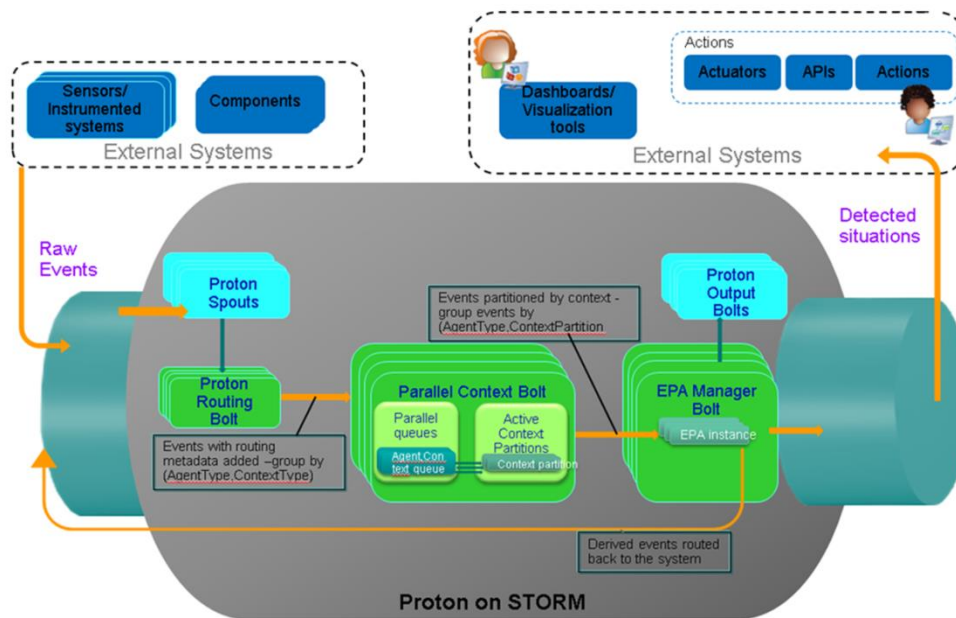 Sensors/
Instrumented
systems
Components
External Systems
Actions
Actuators
APIs
Actions
Dashboards/
Visualization
tools
External Systems
Raw
Events
Detected
situations
Proton
Spouts
Events partitioned by context -
group events by
(AgentType,ContextPartition
Proton
Output
Bolts
Proton
Routing
Bolt
Parallel Context Bolt
Parallel
queues
Agent,Con
text queue
Active
Context
Partitions
Context partition
EPA Manager
Bolt
EPA instance
Events with routing
metadata added –group by
(AgentType,ContextType)
Derived events routed
back to the system
Proton on STORM